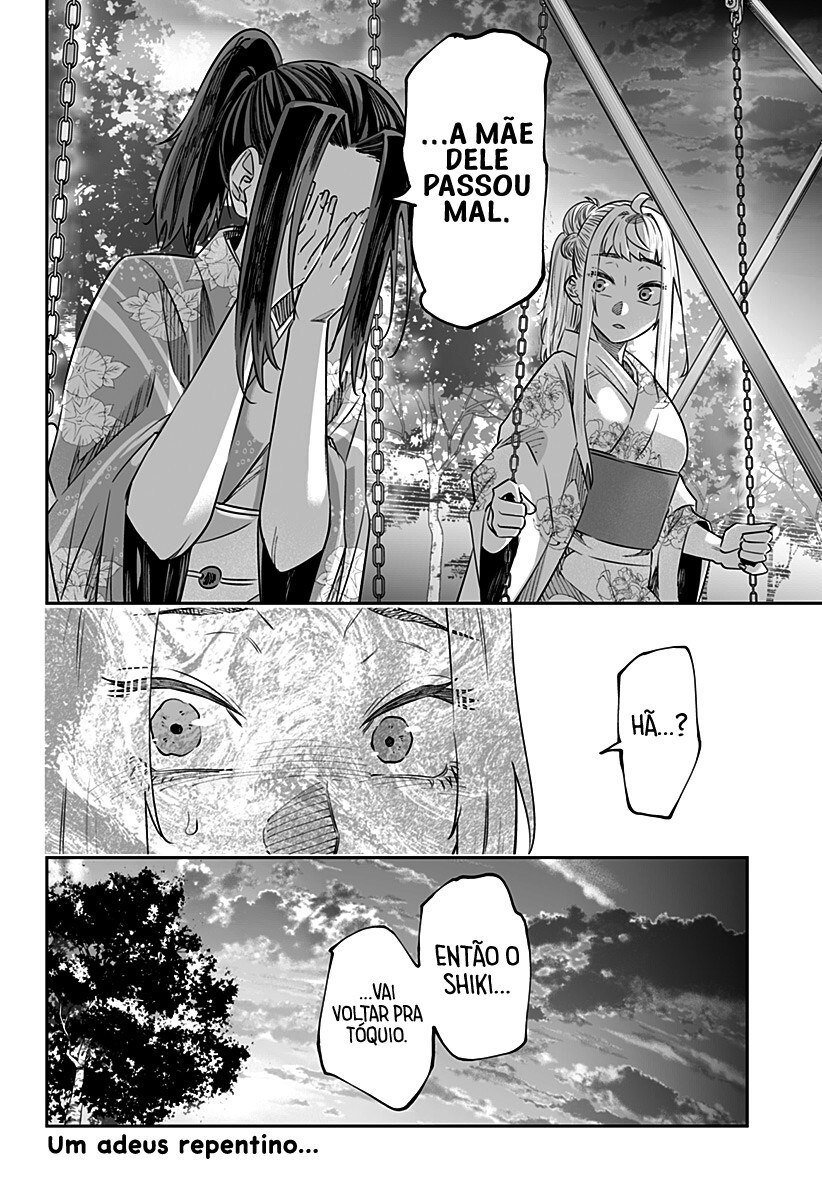 ...A MÃE
DELE
PASSOU
MAL.
HÃ...?
ENTÃO O
SHIKI...
...VAI
VOLTAR PRA
TÓQUIO.
Um adeus repentino...